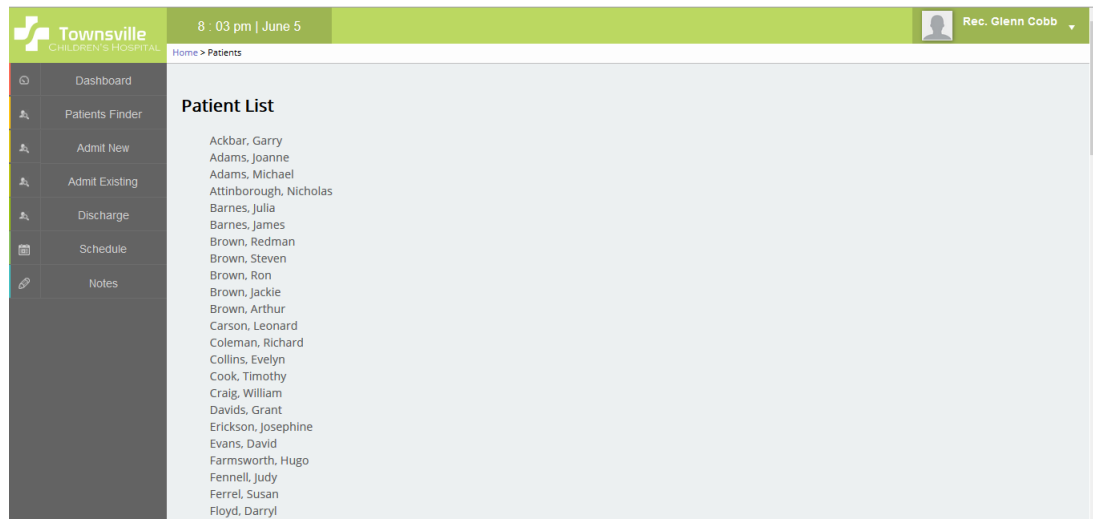 Townsville
CHILDREN'S HOSPITAL
8 : 03 pm | June 5
Rec. Glenn Cobb
Home > Patients
Dashboard
Patients Finder
Admit New
Admit Existing
Discharge
Schedule
Notes
Patient List
Ackbar, Garry
Adams, Joanne
Adams, Michael
Attinborough, Nicholas
Barnes, Julia
Barnes, James
Brown, Redman
Brown, Steven
Brown, Ron
Brown, Jackie
Brown, Arthur
Carson, Leonard
Coleman, Richard
Collins, Evelyn
Cook, Timothy
Craig, William
Davids, Grant
Erickson, Josephine
Evans, David
Farmsworth, Hugo
Fennell, Judy
Ferrel, Susan
Floyd, Darryl